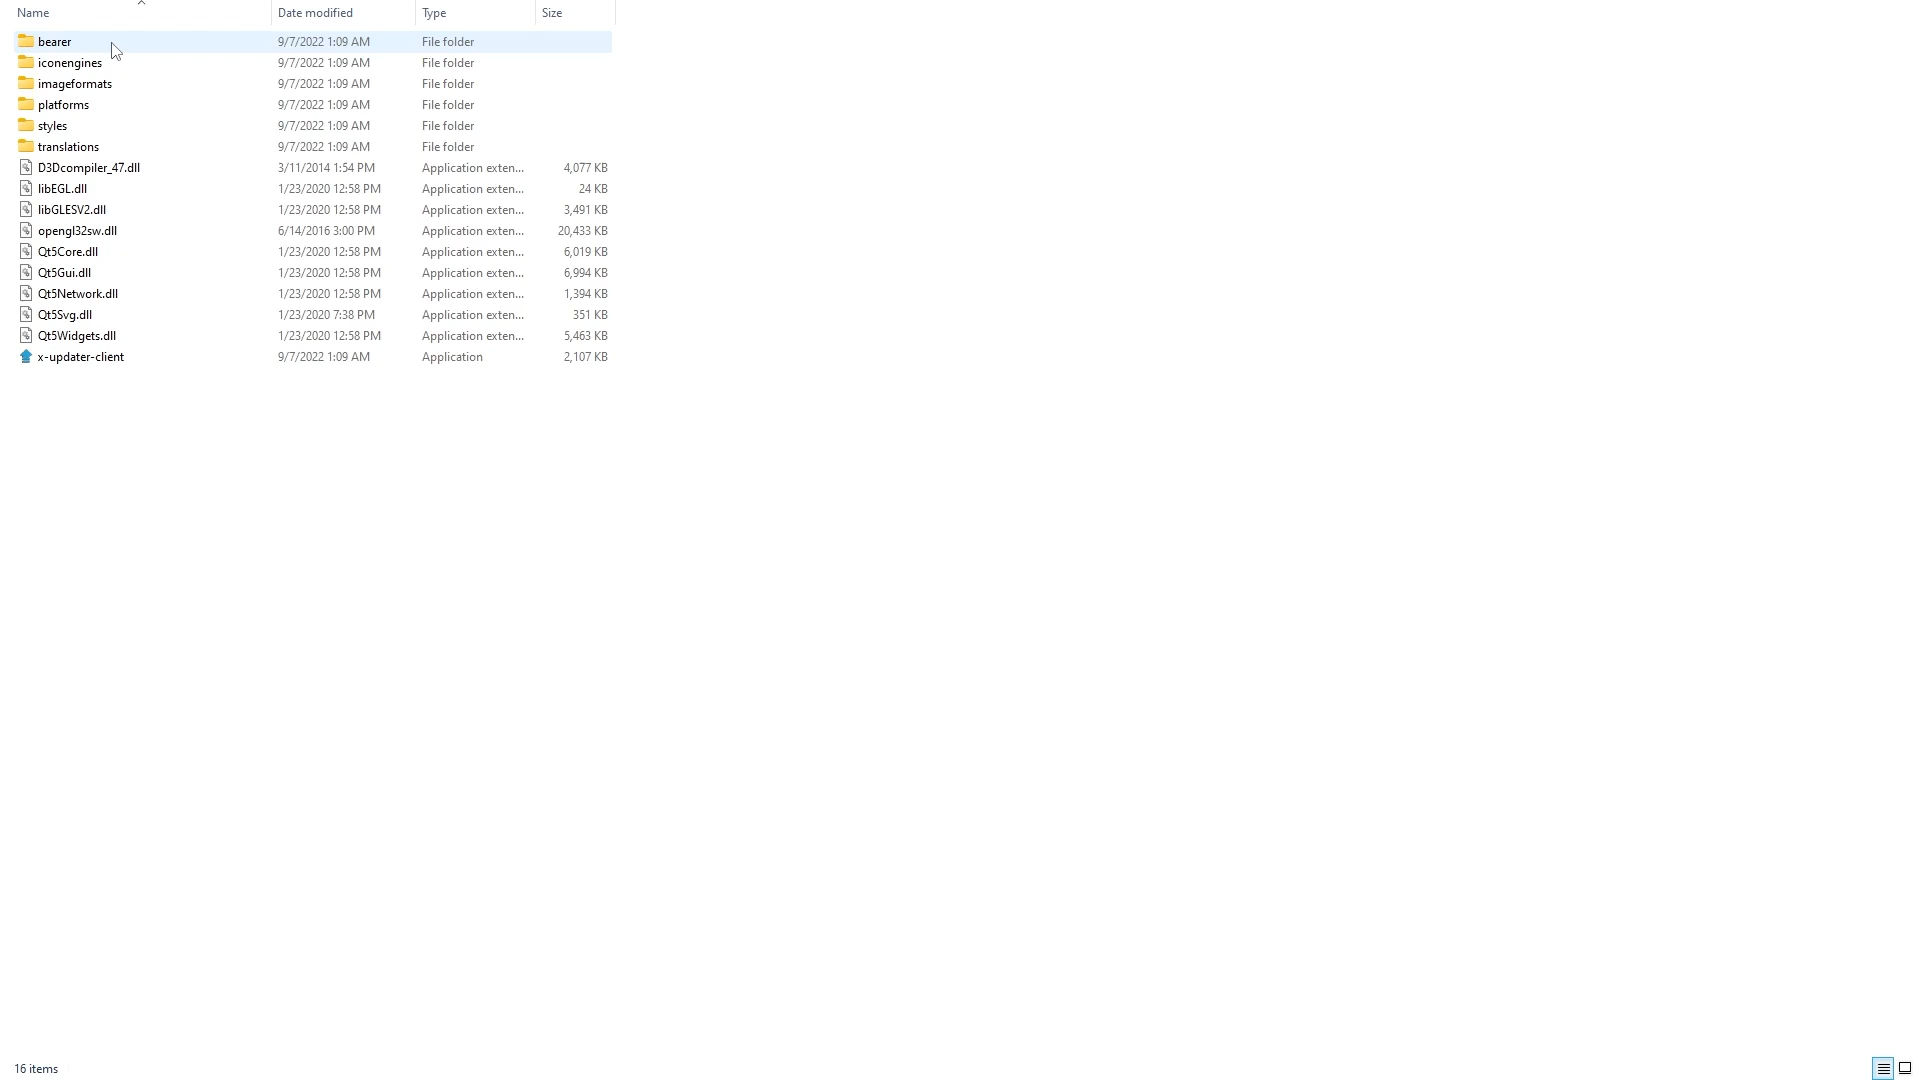 Name Date modified Type Size
bearer 9/7/2022 1:09 AM File folder
iconengines 9/7/2022 1:09 AM File folder
imageformats 9/7/2022 1:09 AM File folder
platforms 9/7/2022 1:09 AM File folder
styles 9/7/2022 1:09 AM File folder
translations 9/7/2022 1:09 AM File folder
D3Dcompiler_47.dll 3/11/2014 1:54 PM Application exten... 4,077 KB
libEGL.dll 1/23/2020 12:58 PM Application exten... 24 KB
libGLESV2.dll 1/23/2020 12:58 PM Application exten... 3,491 KB
opengl32sw.dll 6/14/2016 3:00 PM Application exten... 20,433 KB
Qt5Core.dll 1/23/2020 12:58 PM Application exten... 6,019 KB
Qt5Gui.dll 1/23/2020 12:58 PM Application exten... 6,994 KB
Qt5Network.dll 1/23/2020 12:58 PM Application exten... 1,394 KB
Qt5Svg.dll 1/23/2020 7:38 PM Application exten... 351 KB
Qt5Widgets.dll 1/23/2020 12:58 PM Application exten... 5,463 KB
x-updater-client 9/7/2022 1:09 AM Application 2,107 KB
16 items